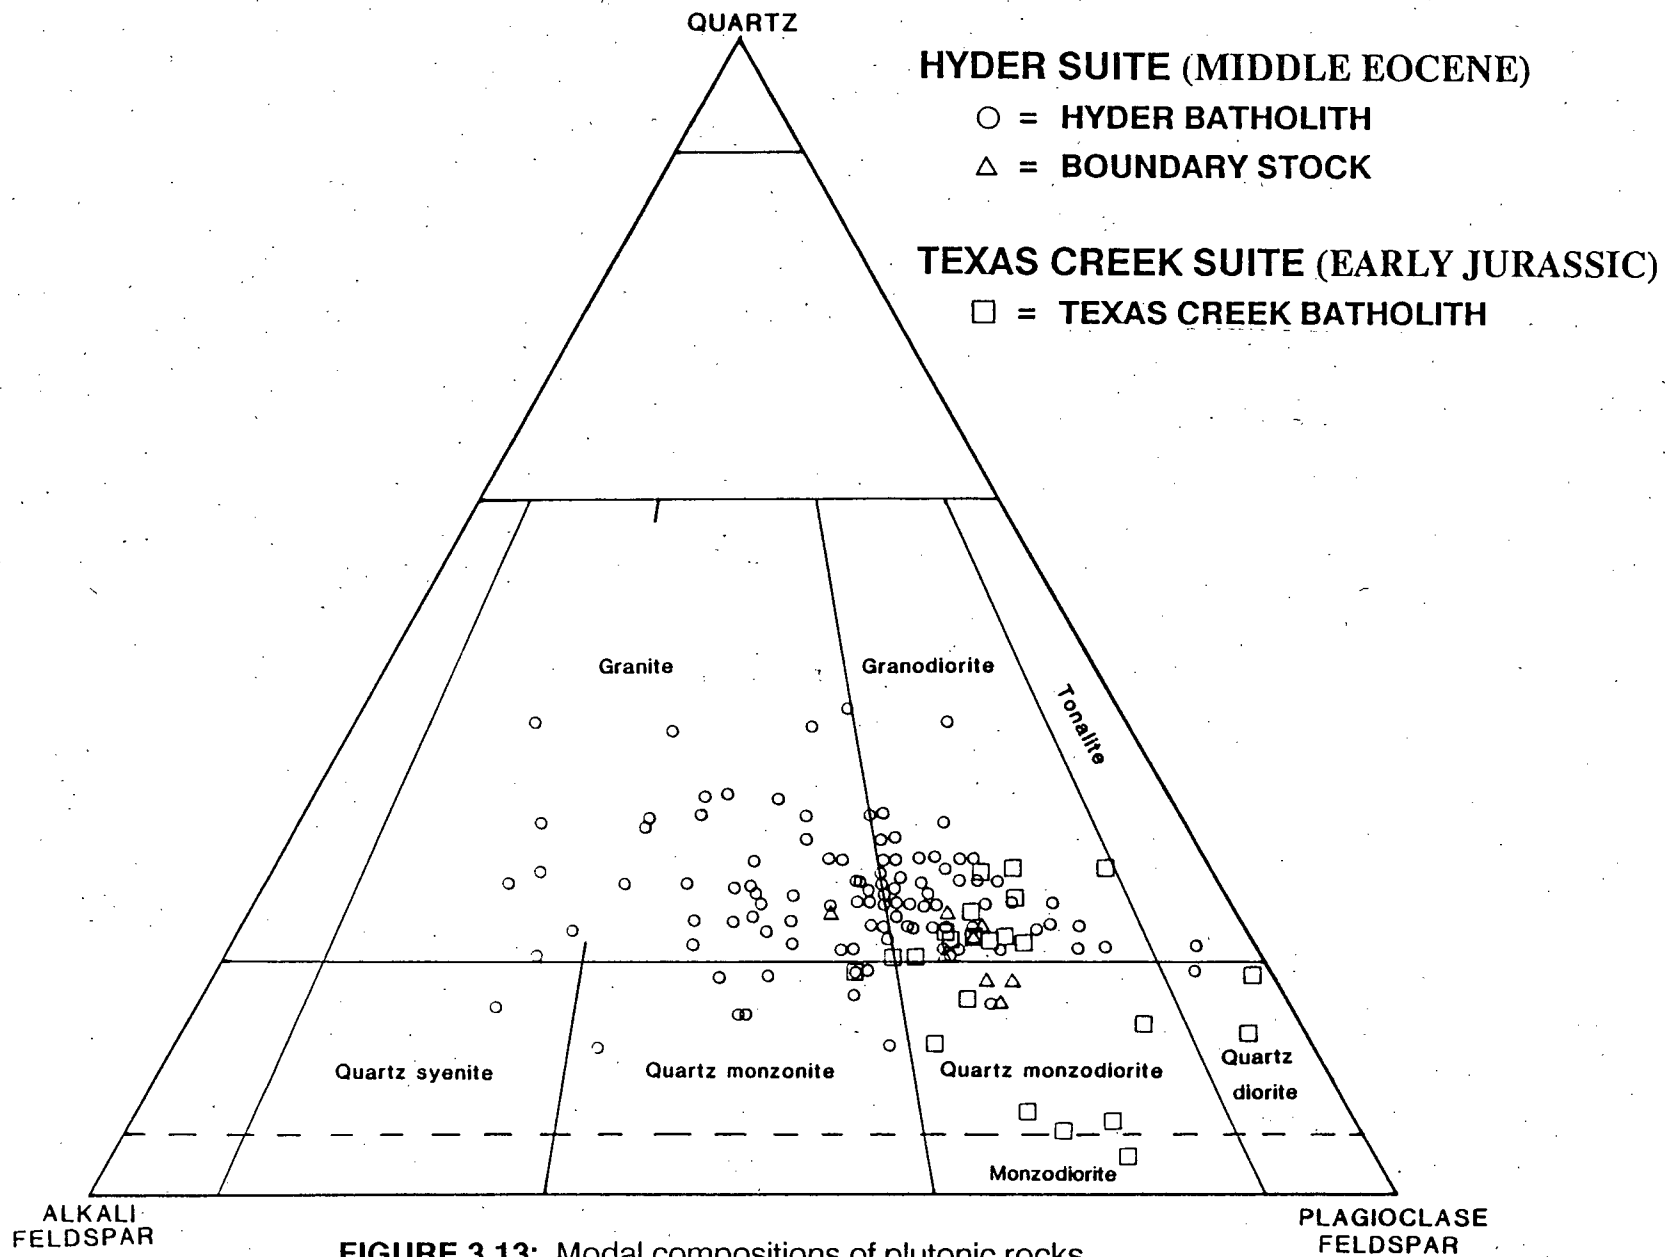 QUARTZ
HYDER SUITE (MIDDLE EOCENE)
○ = HYDER BATHOLITH
△ = BOUNDARY STOCK
TEXAS CREEK SUITE (EARLY JURASSIC)
□ = TEXAS CREEK BATHOLITH
Granite
Granodiorite
Tonalite
Quartz syenite
Quartz monzonite
Quartz monzodiorite
Quartz
diorite
Monzodiorite
ALKALI
FELDSPAR
PLAGIOCLASE
FELDSPAR
FIGURE 3.13: Modal compositions of plutonic rocks